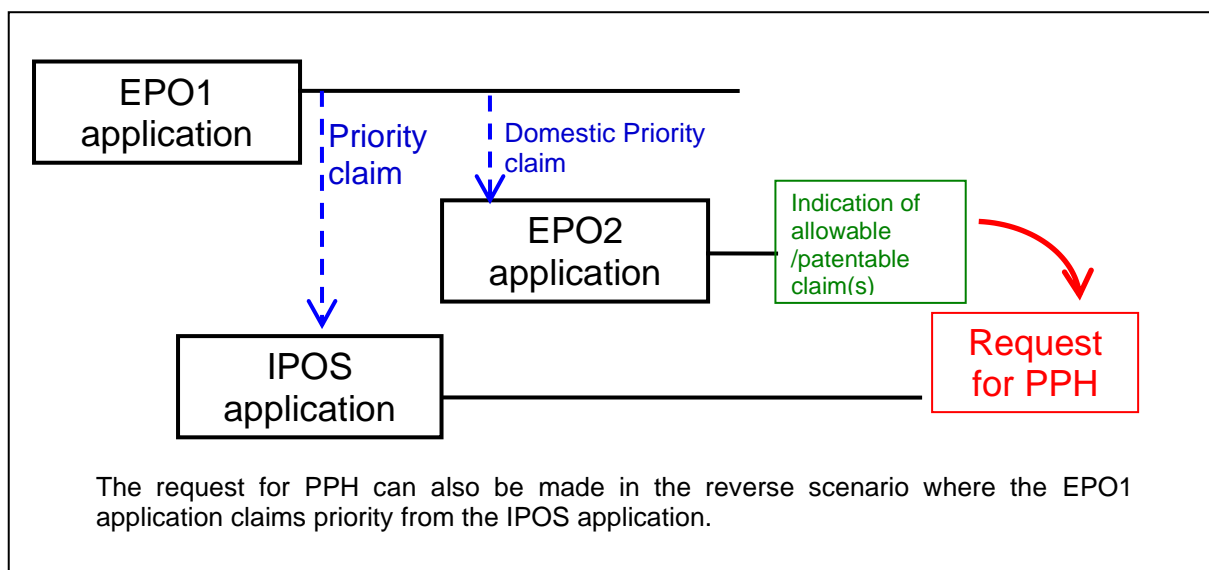 EPO1
application
Priority
claim
Domestic Priority
claim
EPO2
application
Indication of
allowable
/patentable
claim(s)
Request
for PPH
IPOS
application
The request for PPH can also be made in the reverse scenario where the EPO1
application claims priority from the IPOS application.